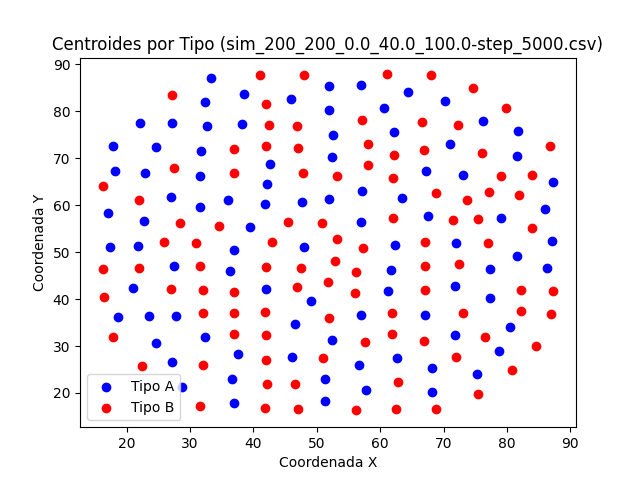 Centroides por Tipo (sim_200_200_0.0_40.0_100.0-step_5000.csv)
90
80
70
60
50
40
30
20
Coordenada Y
Tipo A
Tipo B
20 30 40 50 60 70 80 90
Coordenada X